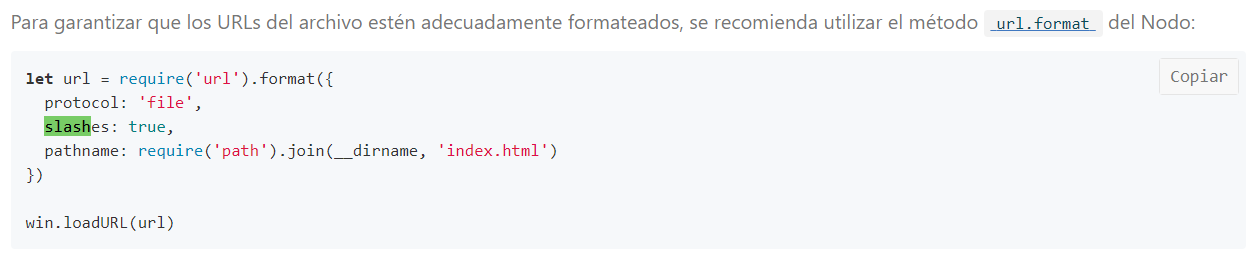 Para garantizar que los URLs del archivo estén adecuadamente formateados, se recomienda utilizar el método url.format del Nodo:
Copiar
let url = require('url').format({
  protocol: 'file',
  slashes: true,
  pathname: require('path').join(__dirname, 'index.html')
})

win.loadURL(url)